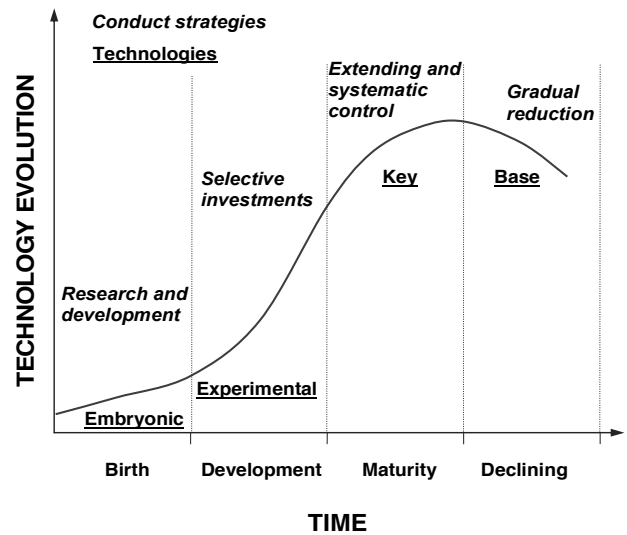 Conduct strategies
Technologies
Extending and
systematic
control
Gradual
reduction
Key
Base
Selective
investments
Research and
development
Experimental
Embryonic
TECHNOLOGY EVOLUTION
Birth
Development
Maturity
Declining
TIME